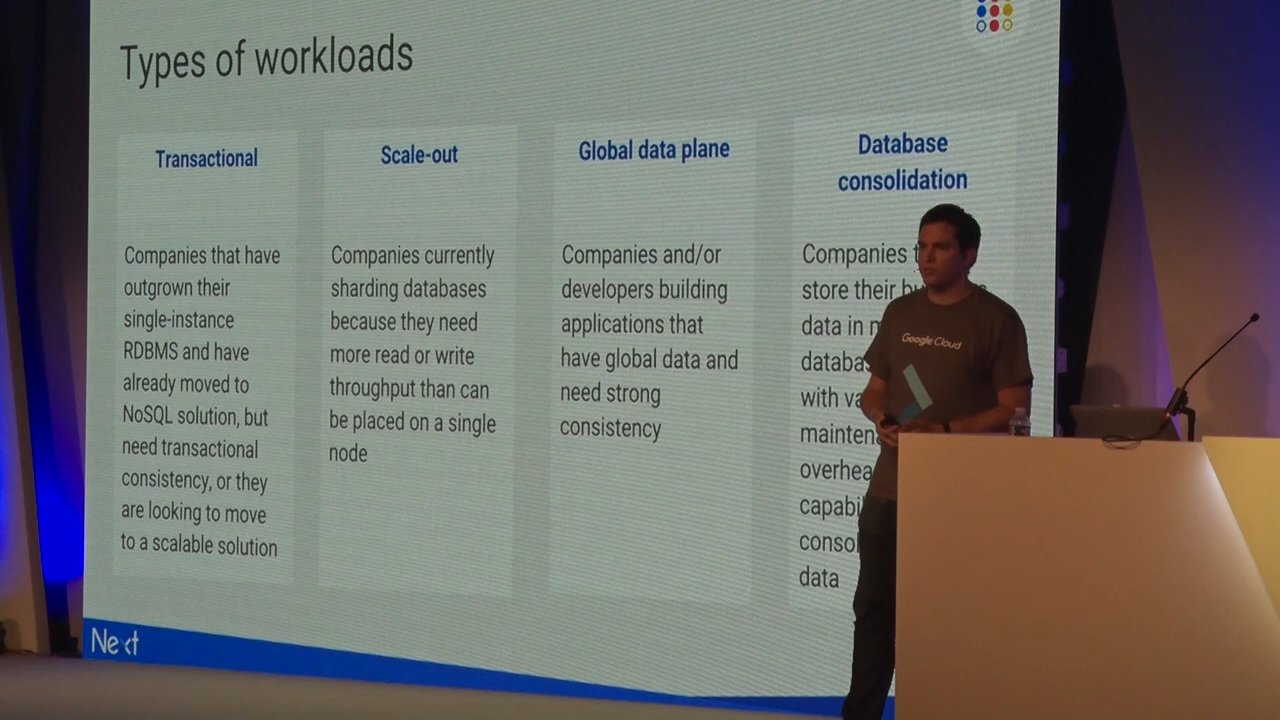 Types of workloads
Transactional
Companies that have
outgrown their
single-instance
RDBMS and have
already moved to
NoSQL solution, but
need transactional
consistency, or they
are looking to move
to a scalable solution
Scale-out
Companies currently
sharding databases
because they need
more read or write
throughput than can
be placed on a single
node
Global data plane
Companies and/or
developers building
applications that
have global data and
need strong
consistency
Database
consolidation
Companies
store their
data in
with
data
Google Cloud
Next